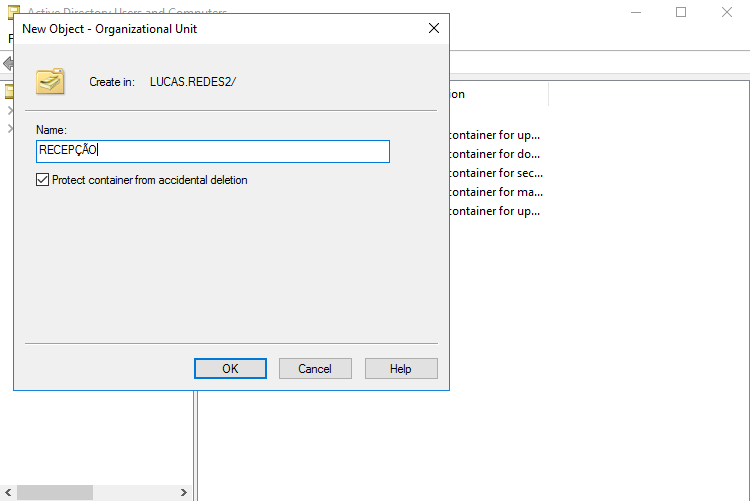 Active Directory Users and Computers
New Object - Organizational Unit
F
Create in: LUCAS.REDES2/
Name:
RECEPÇÃO
Protect container from accidental deletion
OK Cancel Help
ion
container for up...
container for do...
container for sec...
container for ma...
container for up...